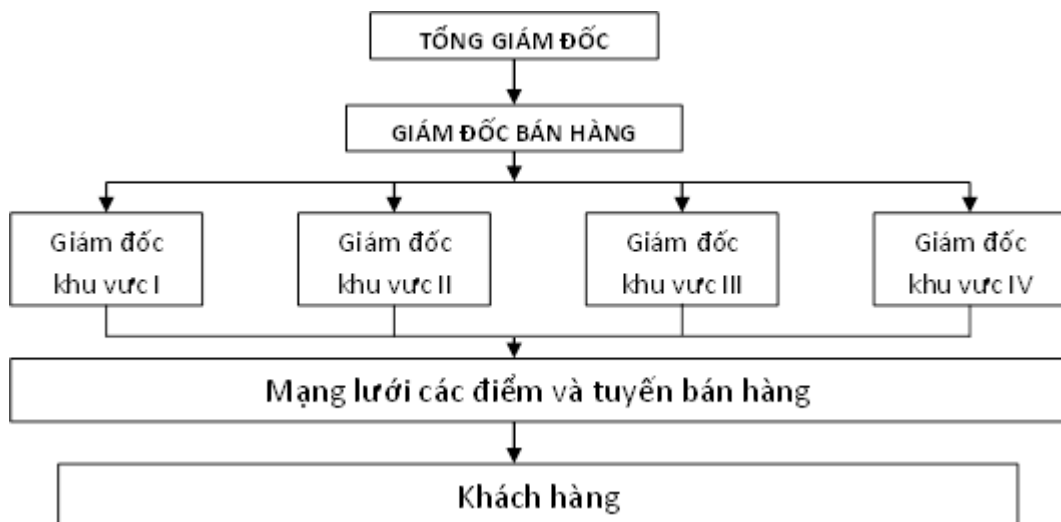 TỔNG GIÁM ĐỐC
GIÁM ĐỐC BÁN HÀNG
Giám đốc
khu vực I
Giám đốc
khu vực II
Giám đốc
khu vực III
Giám đốc
khu vực IV
Mạng lưới các điểm và tuyến bán hàng
Khách hàng